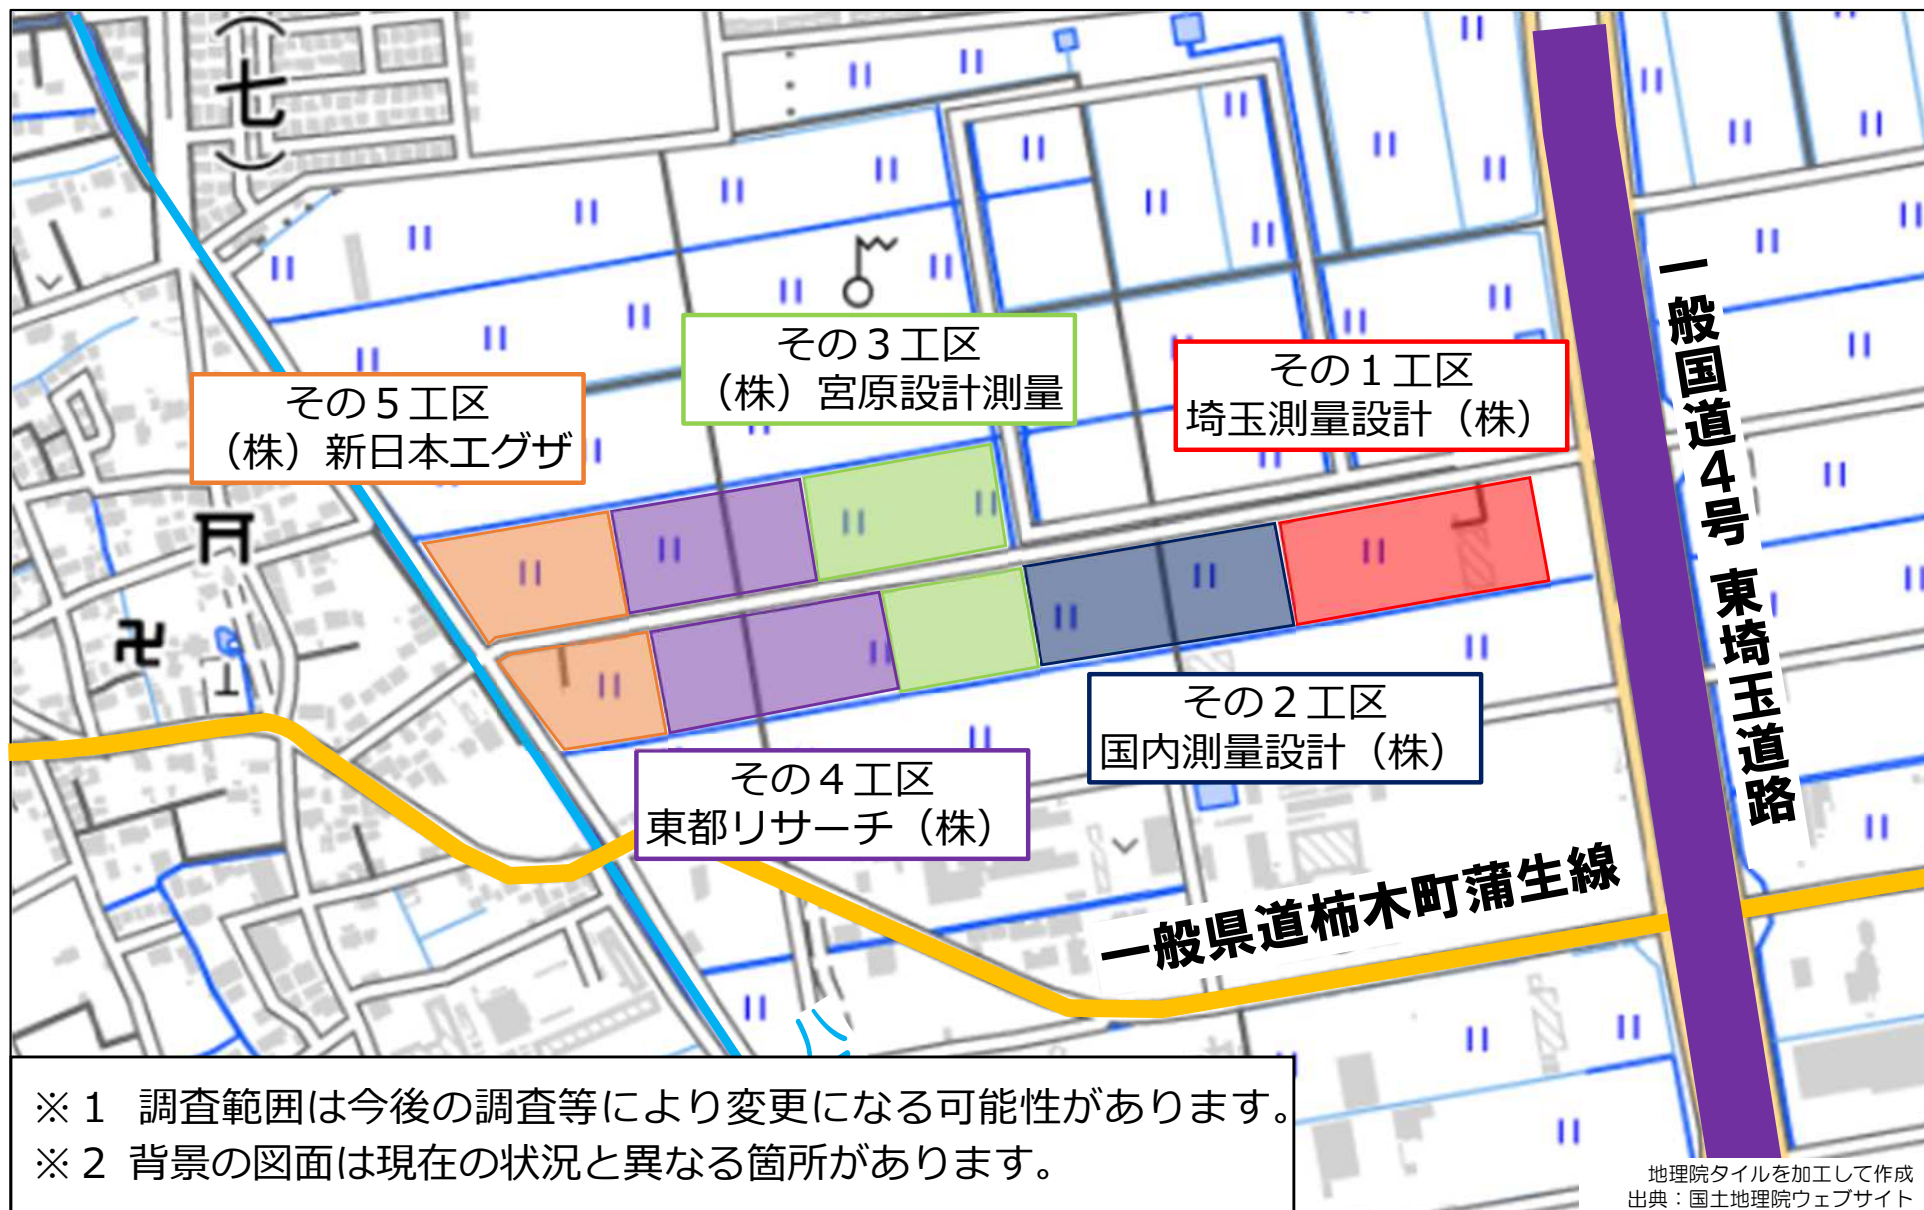 (七)
その3工区
(株)宮原設計測量
その1工区
埼玉測量設計(株)
その5工区
(株)新日本エグザ
一般国道4号 東埼玉道路
その2工区
国内測量設計(株)
その4工区
東都リサーチ(株)
一般県道柿木町蒲生線
八
※1 調査範囲は今後の調査等により変更になる可能性があります。
※2 背景の図面は現在の状況と異なる箇所があります。
地理院タイルを加工して作成
出典:国土地理院ウェブサイト